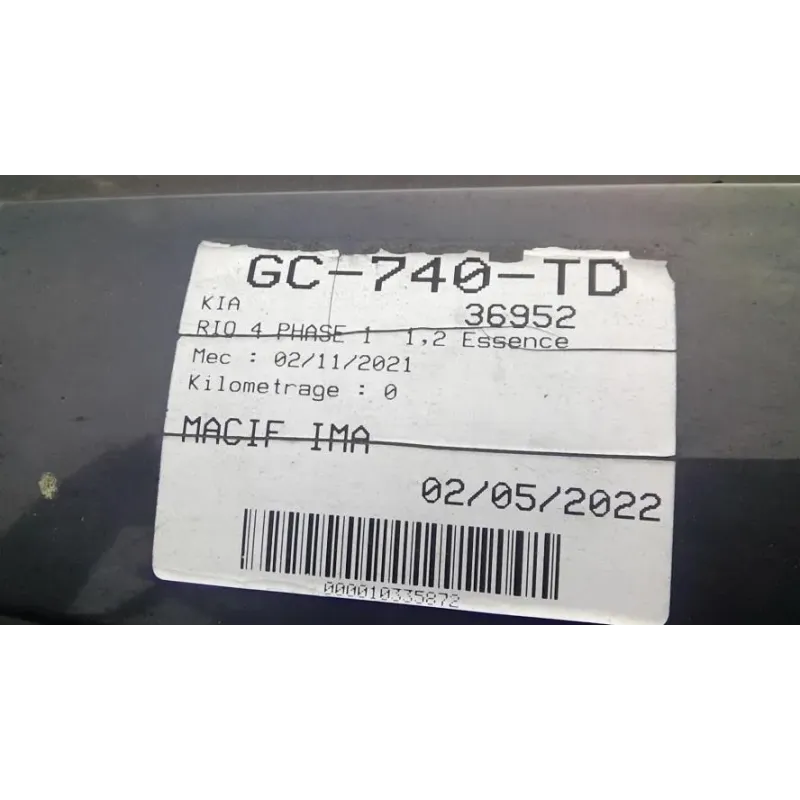 GC-740-TD
KIA 36952
RIO 4 PHASE 1 1,2 Essence
Mec : 02/11/2021
Kilometrage : 0
MACIF IMA
02/05/2022
000010335872